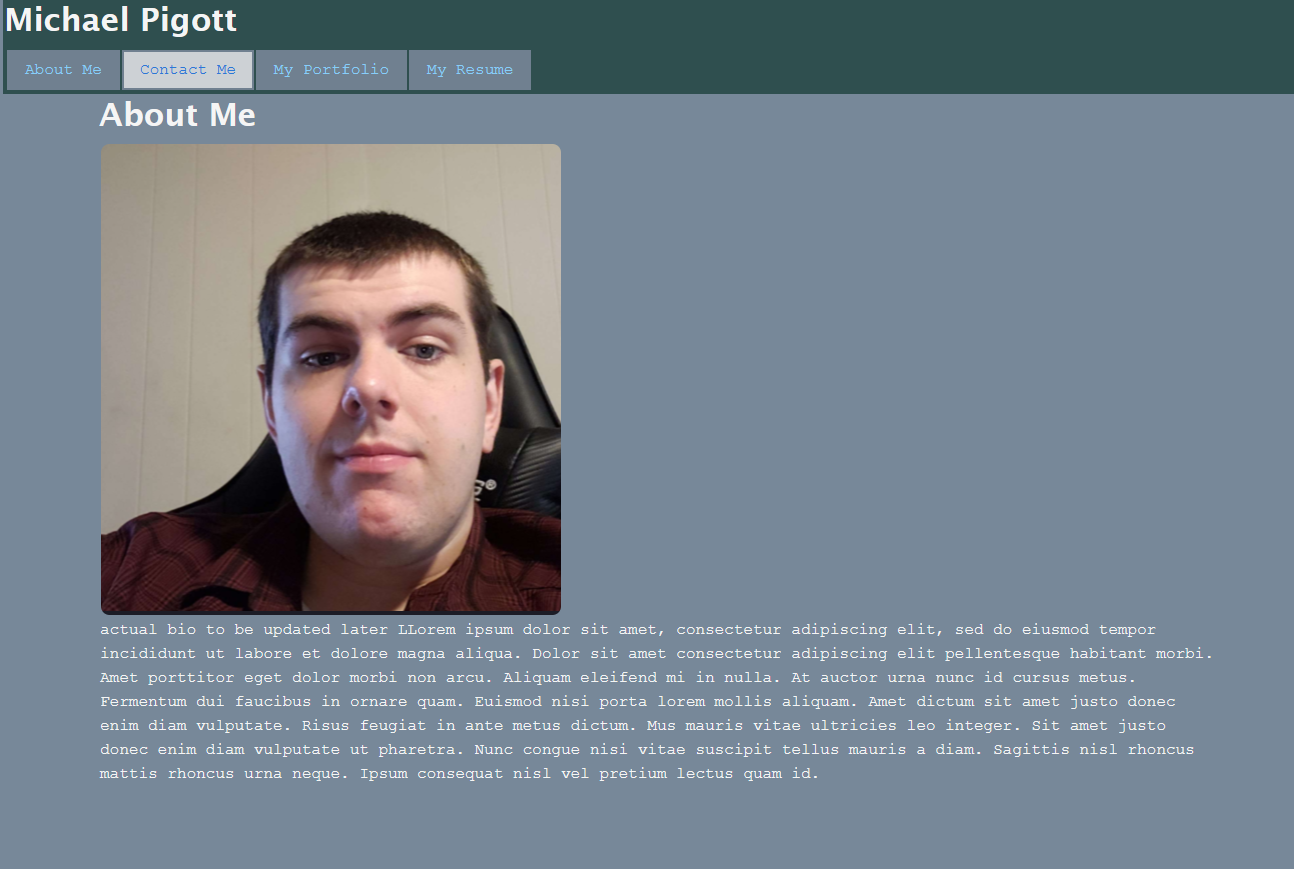 Michael Pigott
About Me Contact Me My Portfolio My Resume
About Me
actual bio to be updated later LLorem ipsum dolor sit amet, consectetur adipiscing elit, sed do eiusmod tempor
incididunt ut labore et dolore magna aliqua. Dolor sit amet consectetur adipiscing elit pellentesque habitant morbi.
Amet porttitor eget dolor morbi non arcu. Aliquam eleifend mi in nulla. At auctor urna nunc id cursus metus.
Fermentum dui faucibus in ornare quam. Euismod nisi porta lorem mollis aliquam. Amet dictum sit amet justo donec
enim diam vulputate. Risus feugiat in ante metus dictum. Mus mauris vitae ultricies leo integer. Sit amet justo
donec enim diam vulputate ut pharetra. Nunc congue nisi vitae suscipit tellus mauris a diam. Sagittis nisl rhoncus
mattis rhoncus urna neque. Ipsum consequat nisl vel pretium lectus quam id.